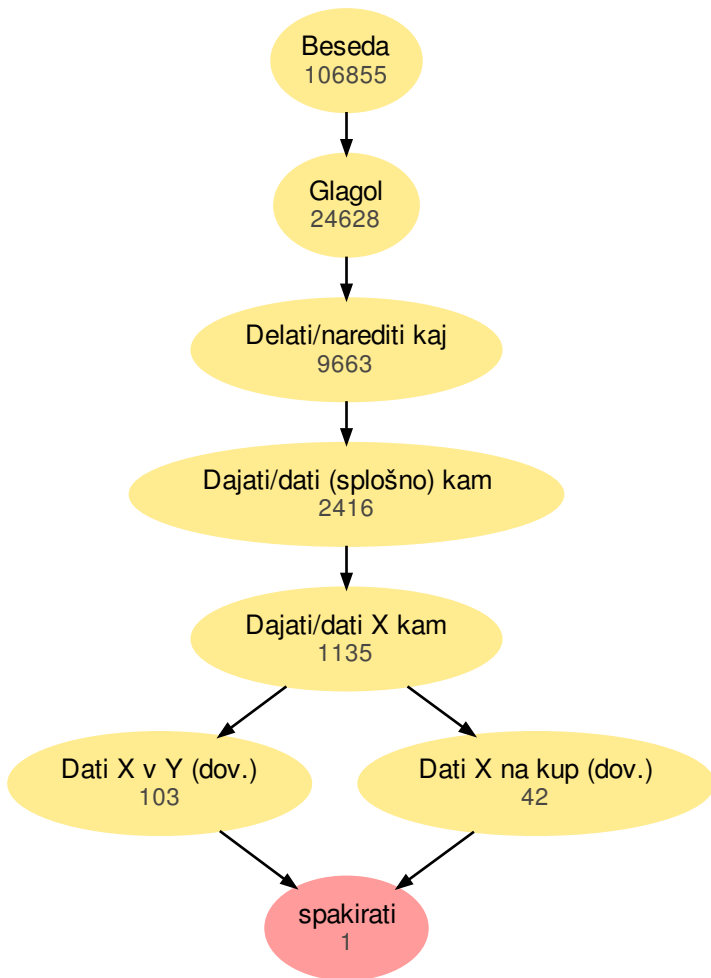 Beseda
106855
Glagol
24628
Delati/narediti kaj
9663
Dajati/dati (splošno) kam
2416
Dajati/dati X kam
1135
Dati X v Y (dov.)
103
Dati X na kup (dov.)
42
spakirati
1